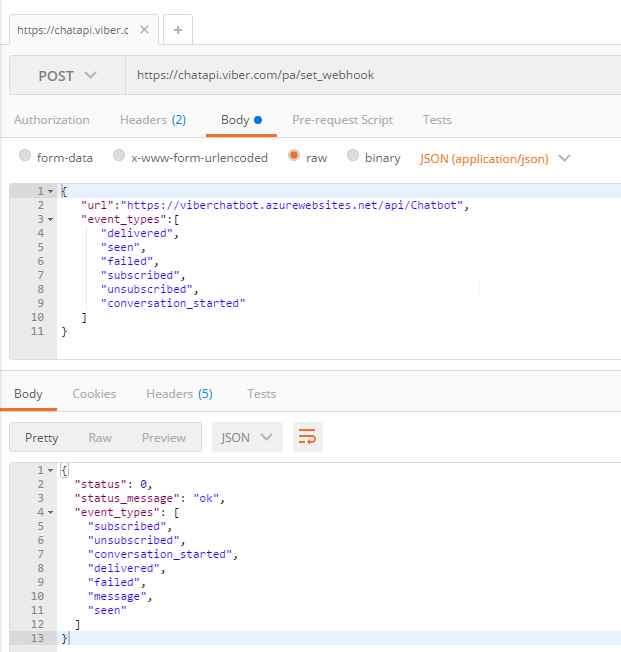 https://chatapi.viber.c × +
POST https://chatapi.viber.com/pa/set_webhook
Authorization Headers (2) Body Pre-request Script Tests
form-data x-www-form-urlencoded raw binary JSON (application/json)
1 {
2 "url":"https://viberchatbot.azurewebsites.net/api/Chatbot",
3 "event_types":[
4 "delivered",
5 "seen",
6 "failed",
7 "subscribed",
8 "unsubscribed",
9 "conversation_started"
10 ]
11 }
Body Cookies Headers (5) Tests
Pretty Raw Preview JSON
1 {
2 "status": 0,
3 "status_message": "ok",
4 "event_types": [
5 "subscribed",
6 "unsubscribed",
7 "conversation_started",
8 "delivered",
9 "failed",
10 "message",
11 "seen"
12 ]
13 }